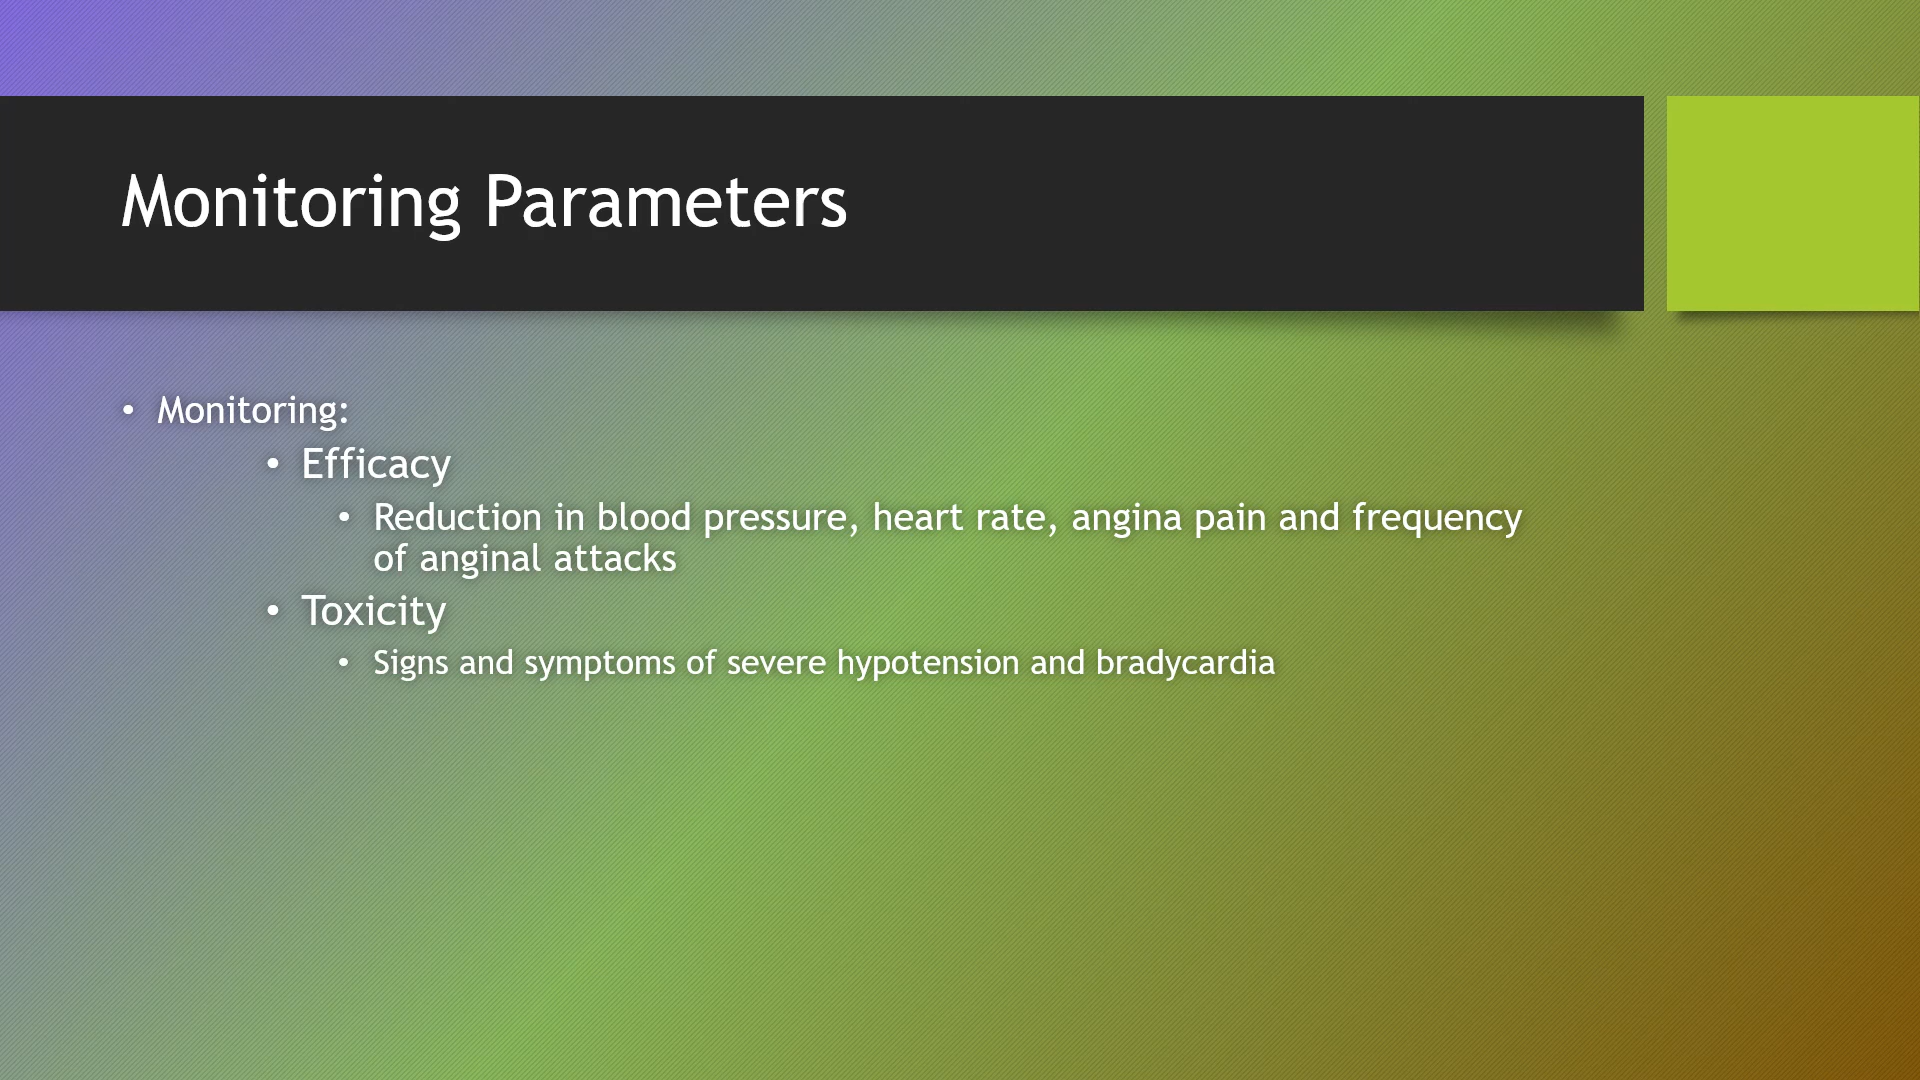 Monitoring Parameters
• Monitoring:
• Efficacy
• Reduction in blood pressure, heart rate, angina pain and frequency
of anginal attacks
• Toxicity
• Signs and symptoms of severe hypotension and bradycardia